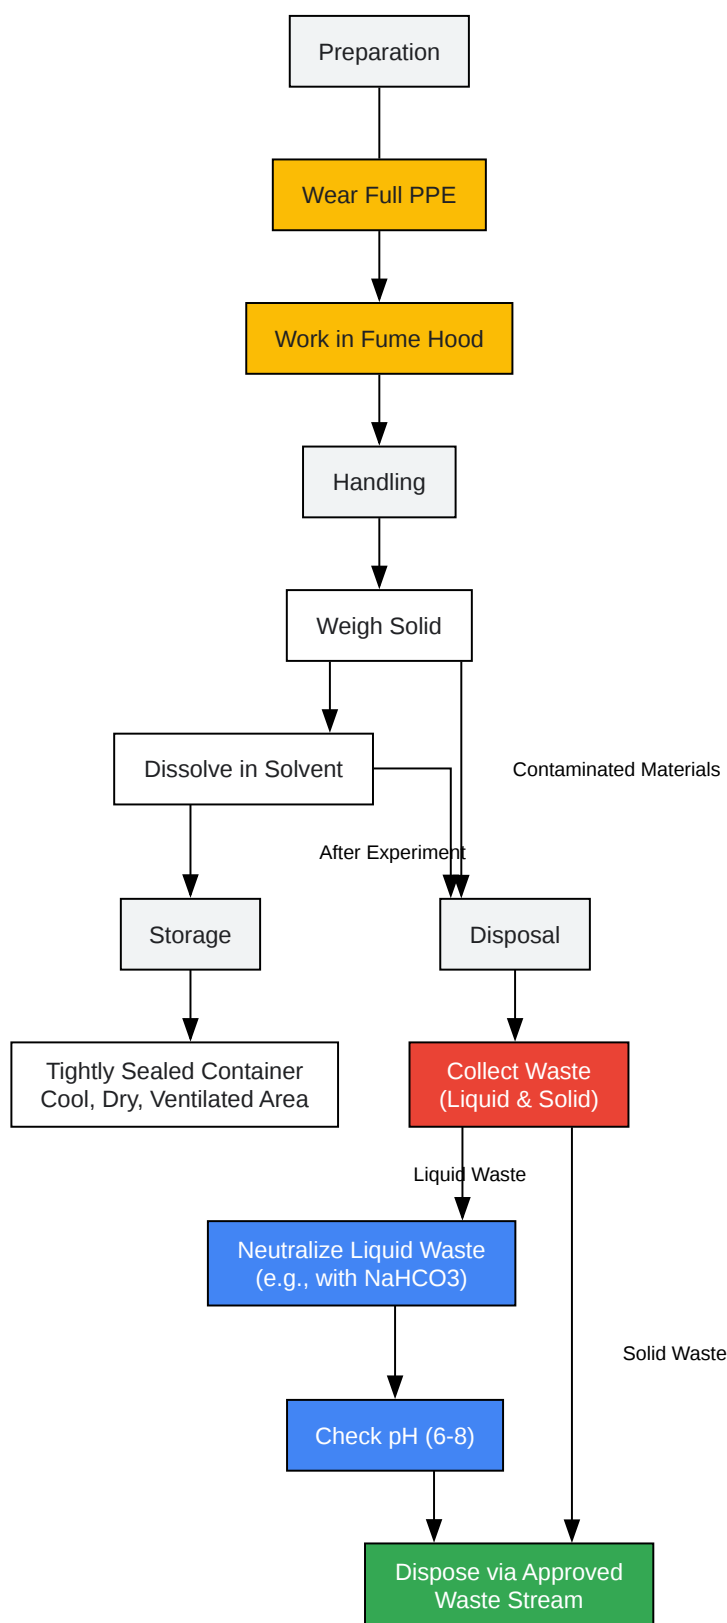 Preparation
Wear Full PPE
Work in Fume Hood
Handling
Weigh Solid
Dissolve in Solvent
Contaminated Materials
After Experiment
Storage
Disposal
Tightly Sealed Container
Cool, Dry, Ventilated Area
Collect Waste
(Liquid & Solid)
Liquid Waste
Neutralize Liquid Waste
(e.g., with NaHCO3)
Solid Waste
Check pH (6-8)
Dispose via Approved
Waste Stream